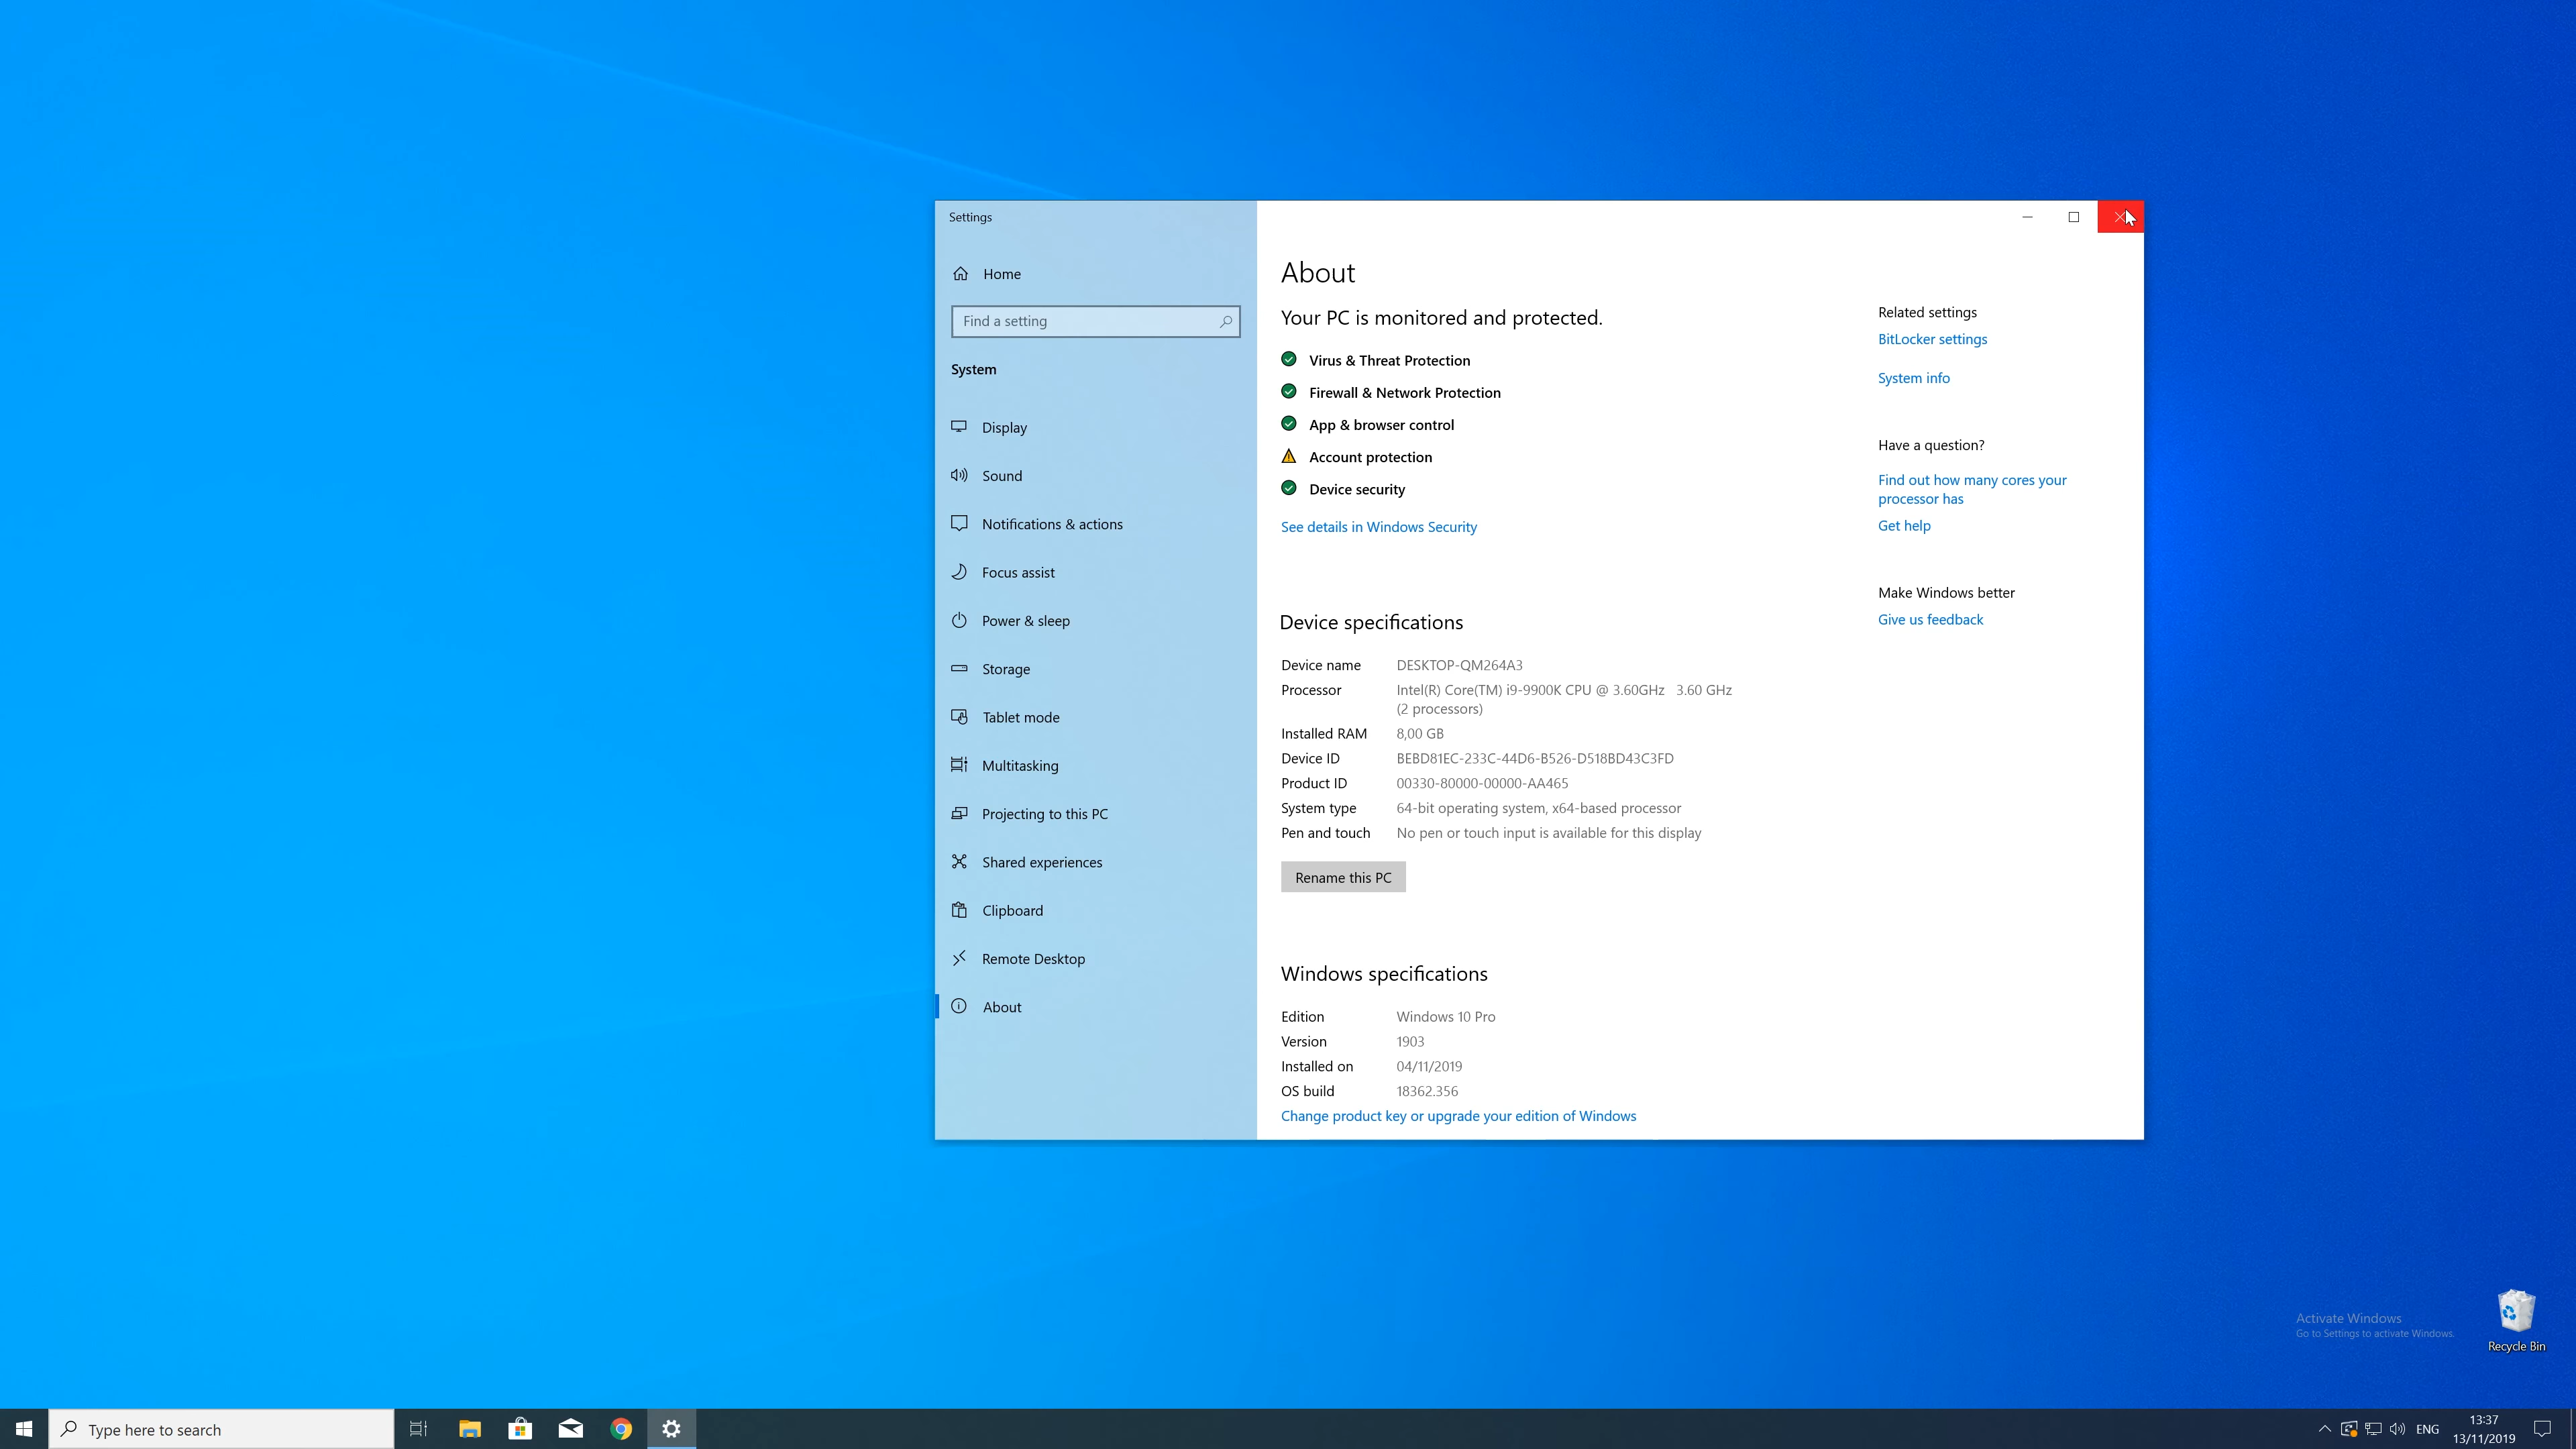 Settings
Home
Find a setting
System
Display
Sound
Notifications & actions
Focus assist
Power & sleep
Storage
Tablet mode
Multitasking
Projecting to this PC
Shared experiences
Clipboard
Remote Desktop
About
About
Your PC is monitored and protected.
Virus & Threat Protection
Firewall & Network Protection
App & browser control
Account protection
Device security
See details in Windows Security
Device specifications
Device name DESKTOP-QM264A3
Processor Intel(R) Core(TM) i9-9900K CPU @ 3.60GHz 3.60 GHz
(2 processors)
Installed RAM 8,00 GB
Device ID BEBD81EC-233C-44D6-B526-D518BD43C3FD
Product ID 00330-80000-00000-AA465
System type 64-bit operating system, x64-based processor
Pen and touch No pen or touch input is available for this display
Rename this PC
Windows specifications
Edition Windows 10 Pro
Version 1903
Installed on 04/11/2019
OS build 18362.356
Change product key or upgrade your edition of Windows
Related settings
BitLocker settings
System info
Have a question?
Find out how many cores your
processor has
Get help
Make Windows better
Give us feedback
Activate Windows
Go to Settings to activate Windows.
Recycle Bin
Type here to search
ENG
13:37
13/11/2019